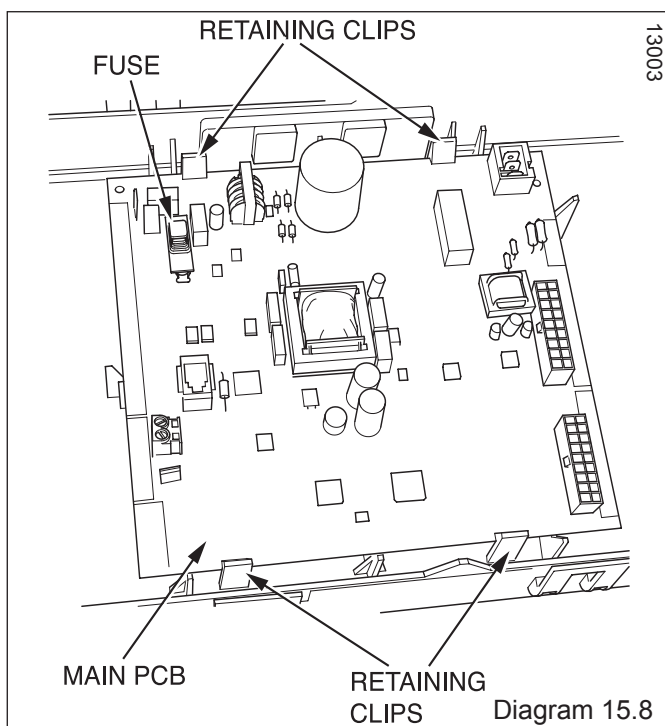 RETAINING CLIPS
13003
FUSE
MAIN PCB
RETAINING
CLIPS
Diagram 15.8